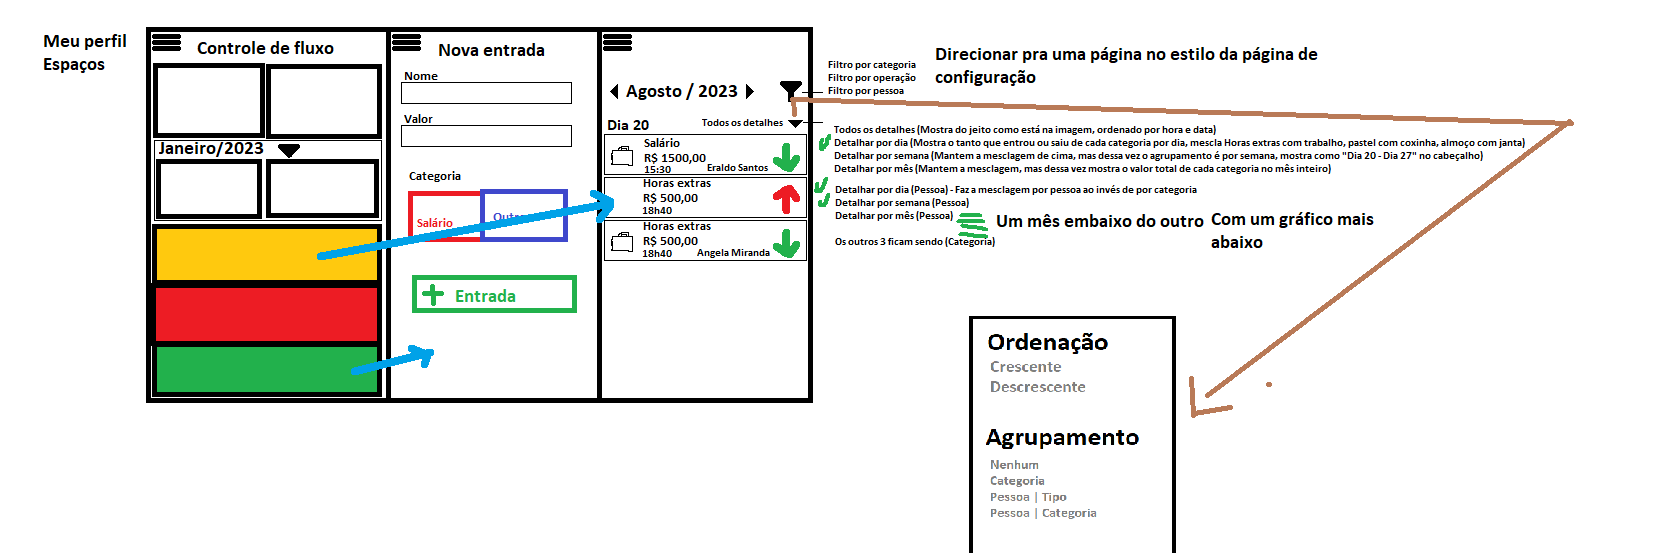 Meu perfil
Espaços
Controle de fluxo
Janeiro/2023
Nova entrada
Nome
Valor
Categoria
Salário
Entrada
Agosto / 2023
Dia 20
Todos os detalhes
Salário
R$ 1500,00
15:30
Eraldo Santos
Horas extras
R$ 500,00
18h40
Horas extras
R$ 500,00
18h40
Angela Miranda
Filtro por categoria
Filtro por operação
Filtro por pessoa
Direcionar pra uma página no estilo da página de
configuração
Todos os detalhes (Mostra do jeito como está na imagem, ordenado por hora e data)
Detalhar por dia (Mostra o tanto que entrou ou saiu de cada categoria por dia, mescla Horas extras com trabalho, pastel com coxinha, almoço com janta)
Detalhar por semana (Mantem a mesclagem de cima, mas dessa vez o agrupamento é por semana, mostra como "Dia 20 - Dia 27" no cabeçalho)
Detalhar por mês (Mantem a mesclagem, mas dessa vez mostra o valor total de cada categoria no mês inteiro)
Detalhar por dia (Pessoa) - Faz a mesclagem por pessoa ao invés de por categoria
Detalhar por semana (Pessoa)
Detalhar por mês (Pessoa)
Os outros 3 ficam sendo (Categoria)
Um mês embaixo do outro
Com um gráfico mais
abaixo
Ordenação
Crescente
Descrescente
Agrupamento
Nenhum
Categoria
Pessoa | Tipo
Pessoa | Categoria